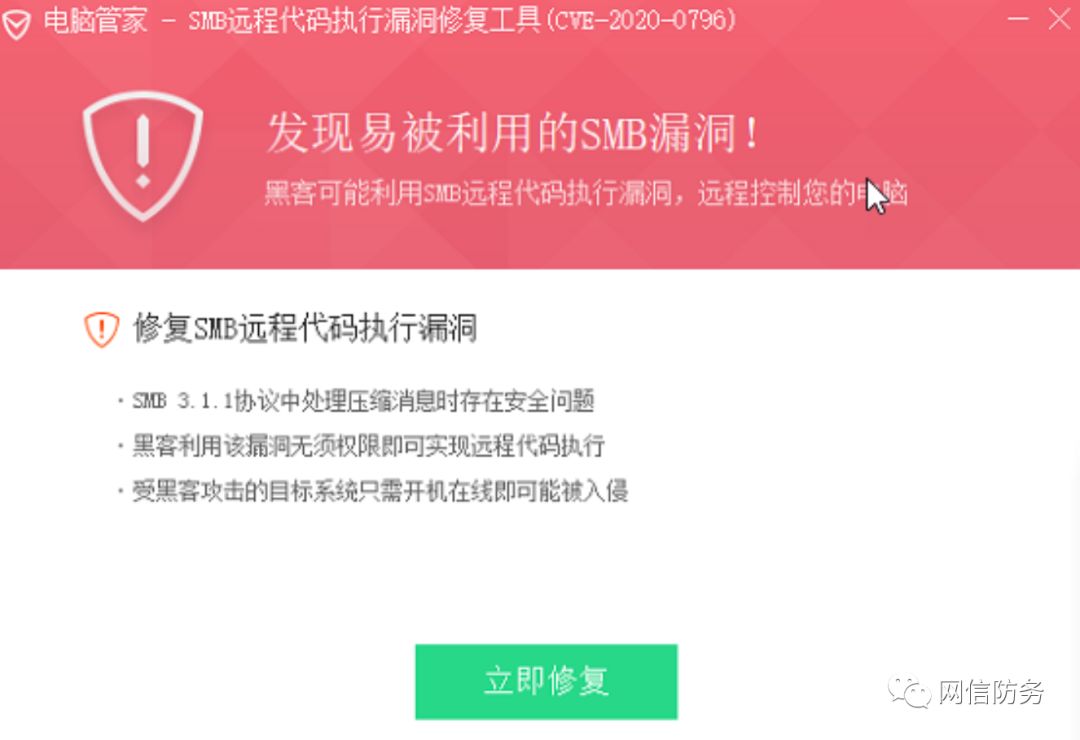 电脑管家 - SMB远程代码执行漏洞修复工具(CVE-2020-0796)
发现易被利用的SMB漏洞!
黑客可能利用SMB远程代码执行漏洞，远程控制您的电脑
修复SMB远程代码执行漏洞
· SMB 3.1.1协议中处理压缩消息时存在安全问题
· 黑客利用该漏洞无须权限即可实现远程代码执行
· 受黑客攻击的目标系统只需开机在线即可能被入侵
立即修复
网信防务